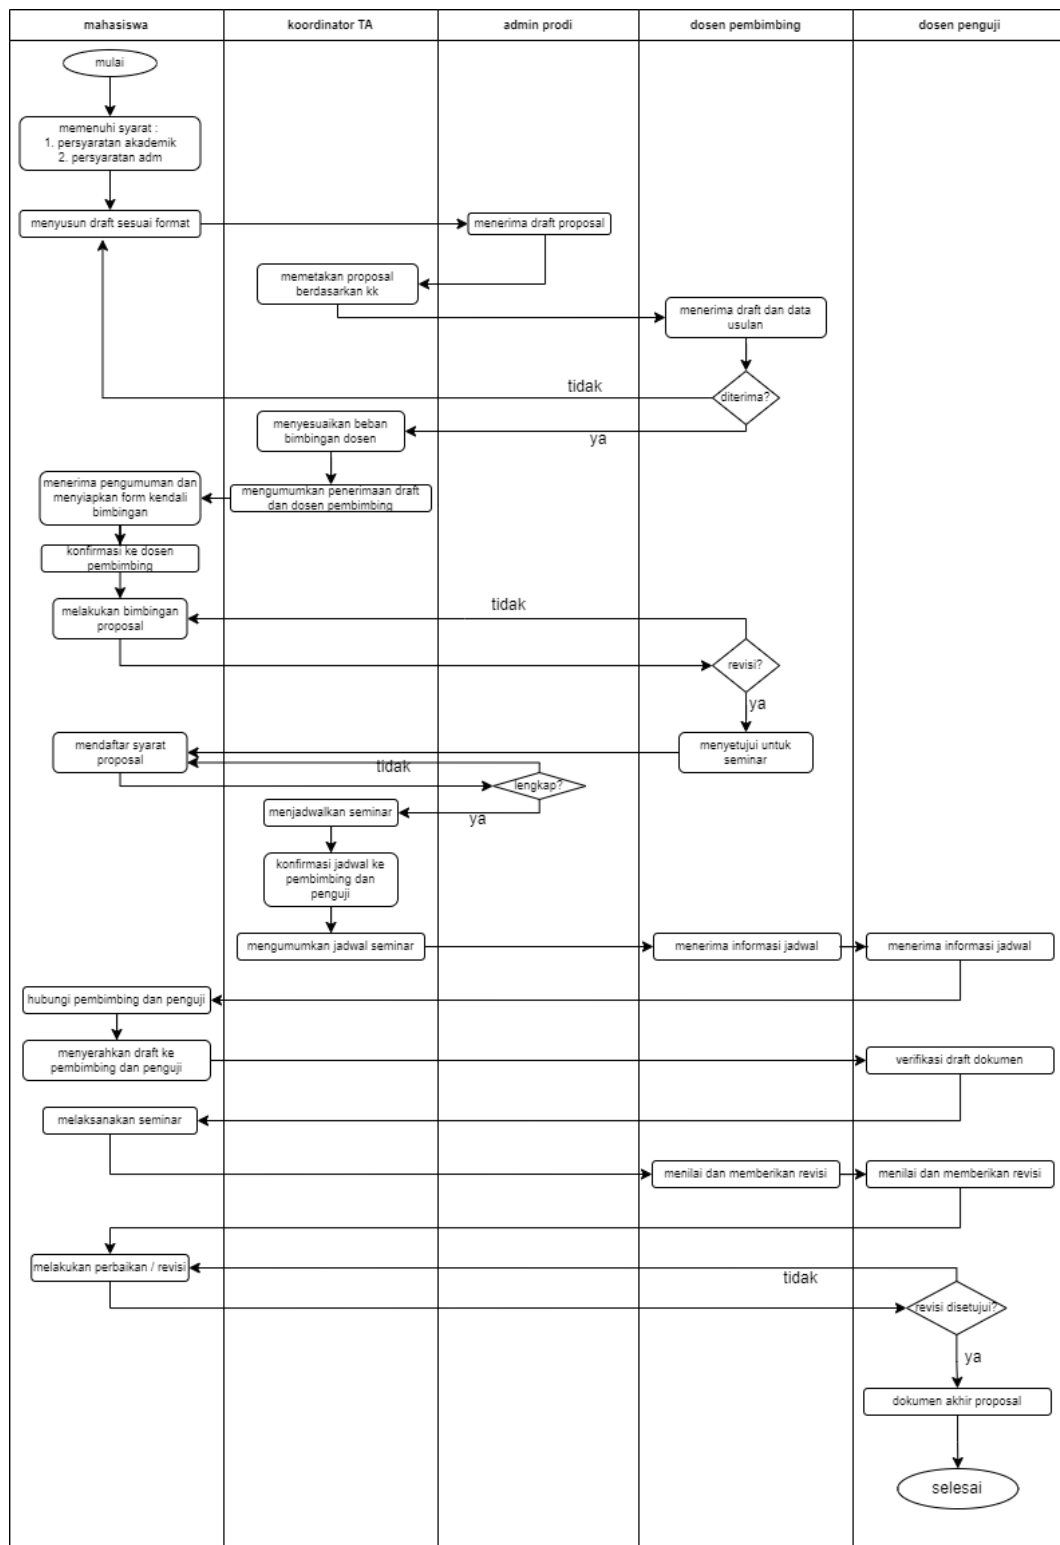 mahasiswa
koordinator TA
admin prodi
dosen pembimbing
dosen penguji
mulai
memenuhi syarat :
1. persyaratan akademik
2. persyaratan adm
menyusun draft sesuai format
menerima draft proposal
memetakan proposal
berdasarkan kk
menerima draft dan data
usulan
diterima?
tidak
ya
menyesuaikan beban
bimbingan dosen
mengumumkan penerimaan draft
dan dosen pembimbing
menerima pengumuman dan
menyiapkan form kendali
bimbingan
konfirmasi ke dosen
pembimbing
melakukan bimbingan
proposal
tidak
revisi?
ya
menyetujui untuk
seminar
mendaftar syarat
proposal
tidak
lengkap?
ya
menjadwalkan seminar
konfirmasi jadwal ke
pembimbing dan
penguji
mengumumkan jadwal seminar
menerima informasi jadwal
menerima informasi jadwal
hubungi pembimbing dan penguji
menyerahkan draft ke
pembimbing dan penguji
verifikasi draft dokumen
melaksanakan seminar
menilai dan memberikan revisi
menilai dan memberikan revisi
melakukan perbaikan / revisi
tidak
revisi disetujui?
ya
dokumen akhir proposal
selesai